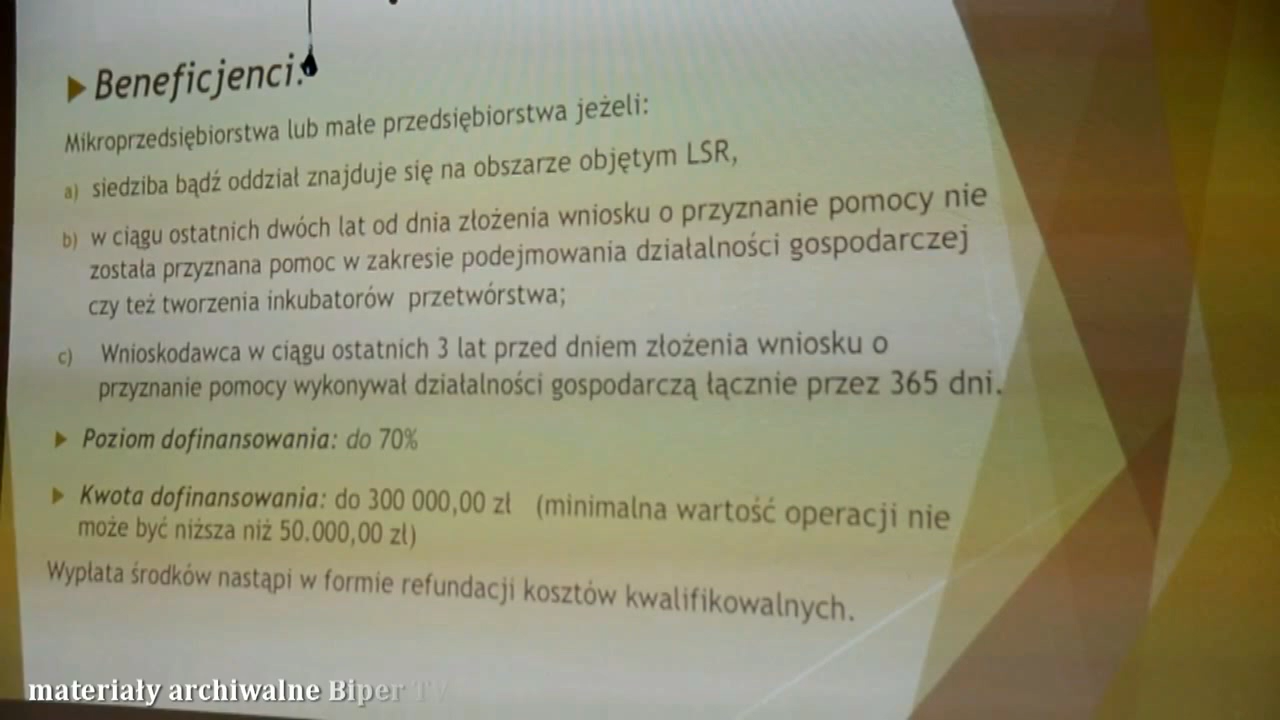 Beneficjenci:
Mikroprzedsiębiorstwa lub małe przedsiębiorstwa jeżeli:
a) siedziba bądź oddział znajduje się na obszarze objętym LSR,
b) w ciągu ostatnich dwóch lat od dnia złożenia wniosku o przyznanie pomocy nie
została przyznana pomoc w zakresie podejmowania działalności gospodarczej
czy też tworzenia inkubatorów przetwórstwa;
c) Wnioskodawca w ciągu ostatnich 3 lat przed dniem złożenia wniosku o
przyznanie pomocy wykonywał działalności gospodarczą łącznie przez 365 dni.
Poziom dofinansowania: do 70%
Kwota dofinansowania: do 300 000,00 zł (minimalna wartość operacji nie
może być niższa niż 50.000,00 zł)
Wypłata środków nastąpi w formie refundacji kosztów kwalifikowalnych.
materiały archiwalne Biper TV